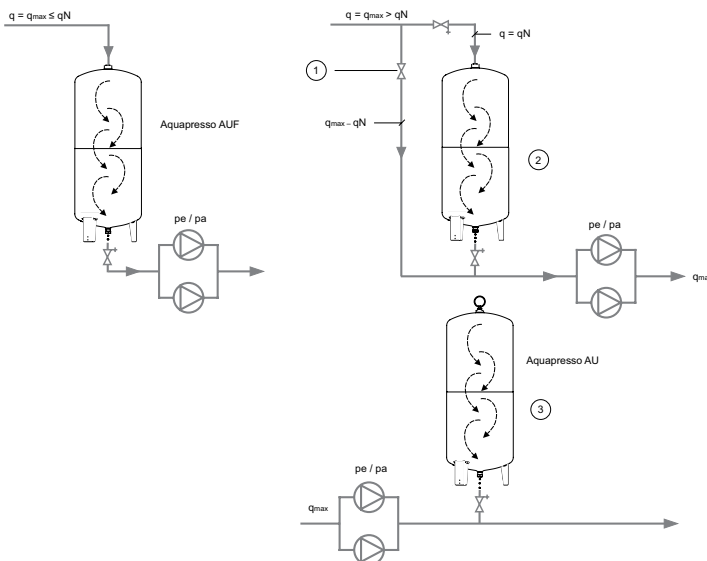 q = qmax ≤ qN
Aquapresso AUF
pe / pa
q = qmax > qN
q = qN
1
qmax – qN
2
pe / pa
qma
Aquapresso AU
3
pe / pa
qmax